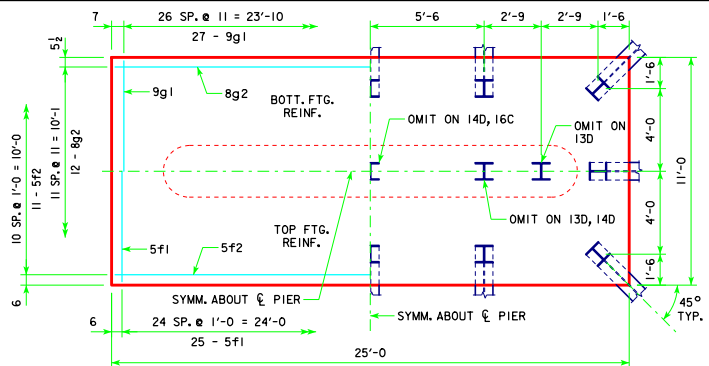 7
26 SP. @ 11 = 23'-10
27 - 9g1
5'-6
2'-9
2'-9
1'-6
5 1/2
9g1
8g2
BOTT. FTG.
REINF.
OMIT ON 14D, 16C
OMIT ON
13D
1'-6
4'-0
11'-0
10 SP. @ 1'-0 = 10'-0
11 - 5f2
11 SP. @ 11 = 10'-1
12 - 8g2
OMIT ON 13D, 14D
TOP FTG.
REINF.
5f1
5f2
4'-0
1'-6
6
SYMM. ABOUT ℄ PIER
SYMM. ABOUT ℄ PIER
45°
TYP.
6
24 SP. @ 1'-0 = 24'-0
25 - 5f1
25'-0